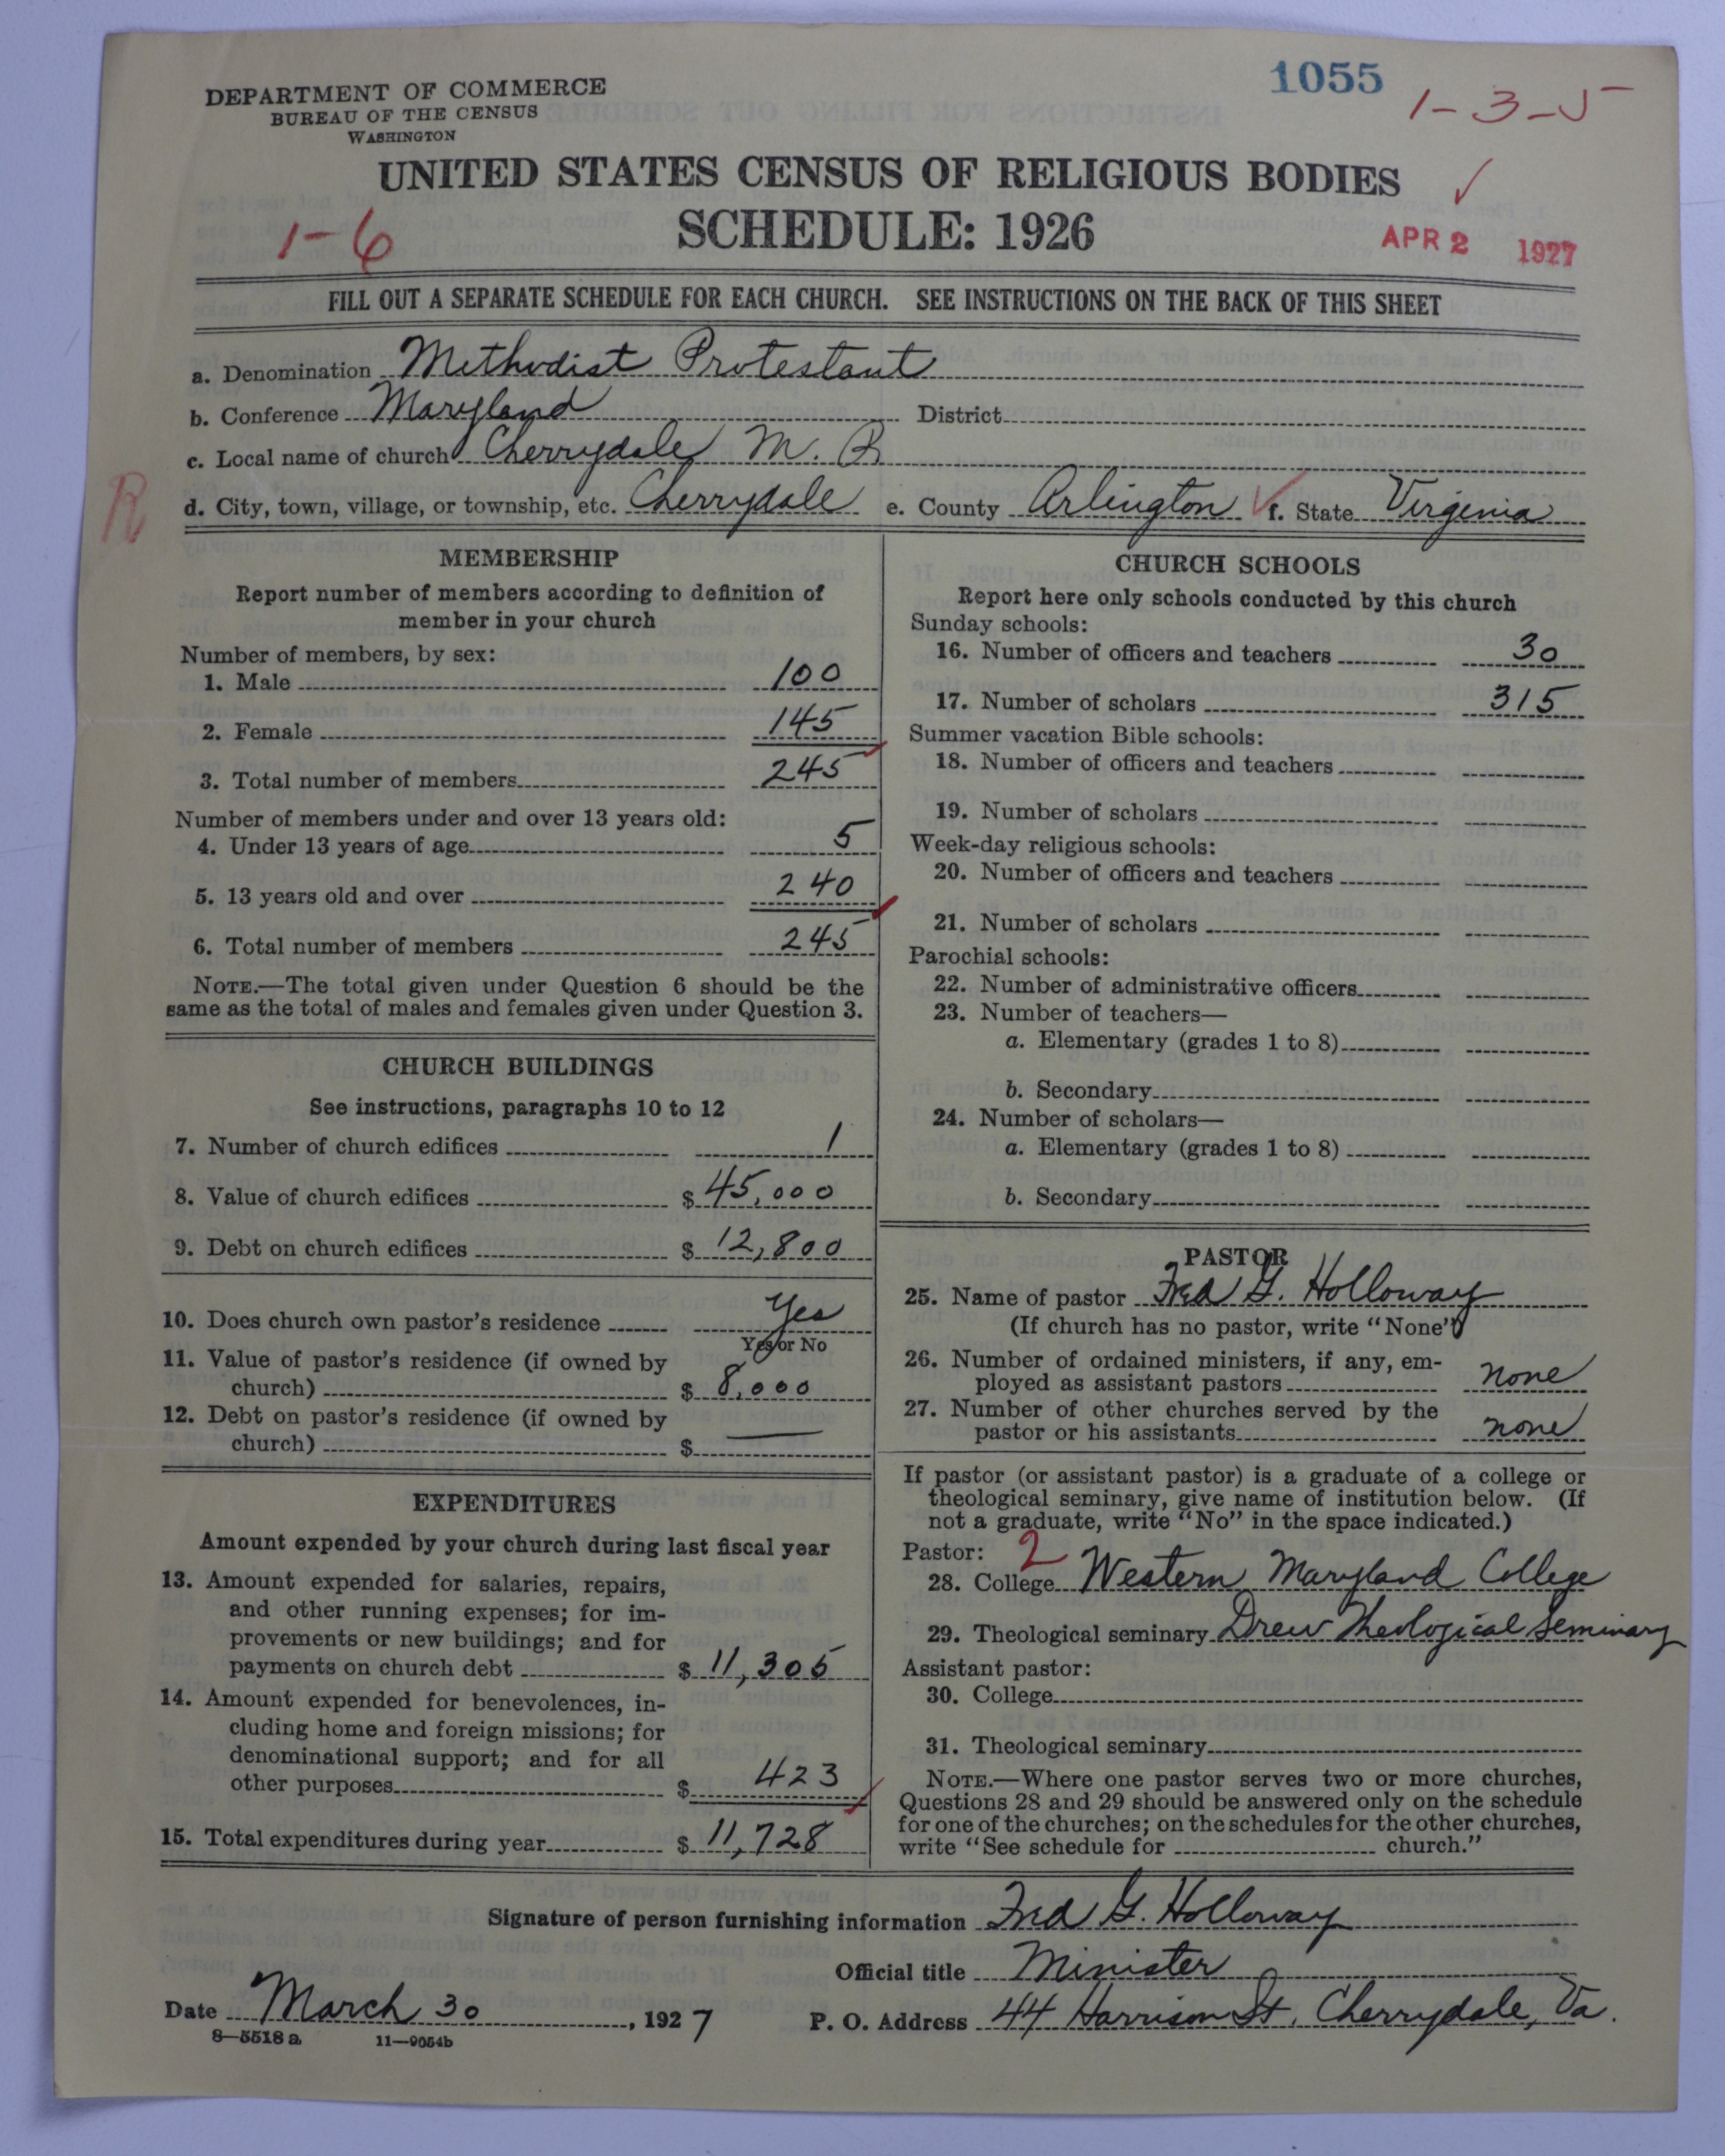 1055
1-3-5
DEPARTMENT OF COMMERCE
BUREAU OF THE CENSUS
WASHINGTON
UNITED STATES CENSUS OF RELIGIOUS BODIES
SCHEDULE: 1926
1-6
APR 2 1927
FILL OUT A SEPARATE SCHEDULE FOR EACH CHURCH. SEE INSTRUCTIONS ON THE BACK OF THIS SHEET
a. Denomination Methodist Protestant
b. Conference Maryland District
c. Local name of church Cherrydale M. P.
R
d. City, town, village, or township, etc. Cherrydale e. County Arlington f. State Virginia
MEMBERSHIP
Report number of members according to definition of
member in your church
Number of members, by sex:
1. Male 100
2. Female 145
3. Total number of members 245
Number of members under and over 13 years old:
4. Under 13 years of age 5
5. 13 years old and over 240
6. Total number of members 245
NOTE.—The total given under Question 6 should be the
same as the total of males and females given under Question 3.
CHURCH BUILDINGS
See instructions, paragraphs 10 to 12
7. Number of church edifices 1
8. Value of church edifices $ 45,000
9. Debt on church edifices $ 12,800
10. Does church own pastor's residence Yes
Yes or No
11. Value of pastor's residence (if owned by
church) $ 8,000
12. Debt on pastor's residence (if owned by
church) $ —
EXPENDITURES
Amount expended by your church during last fiscal year
13. Amount expended for salaries, repairs,
and other running expenses; for im-
provements or new buildings; and for
payments on church debt $ 11,305
14. Amount expended for benevolences, in-
cluding home and foreign missions; for
denominational support; and for all
other purposes $ 423
15. Total expenditures during year $ 11,728
CHURCH SCHOOLS
Report here only schools conducted by this church
Sunday schools:
16. Number of officers and teachers 30
17. Number of scholars 315
Summer vacation Bible schools:
18. Number of officers and teachers
19. Number of scholars
Week-day religious schools:
20. Number of officers and teachers
21. Number of scholars
Parochial schools:
22. Number of administrative officers
23. Number of teachers—
a. Elementary (grades 1 to 8)
b. Secondary
24. Number of scholars—
a. Elementary (grades 1 to 8)
b. Secondary
PASTOR
25. Name of pastor Fred G. Holloway
(If church has no pastor, write "None")
26. Number of ordained ministers, if any, em-
ployed as assistant pastors none
27. Number of other churches served by the
pastor or his assistants none
If pastor (or assistant pastor) is a graduate of a college or
theological seminary, give name of institution below. (If
not a graduate, write "No" in the space indicated.)
Pastor: 2
28. College Western Maryland College
29. Theological seminary Drew Theological Seminary
Assistant pastor:
30. College
31. Theological seminary
NOTE.—Where one pastor serves two or more churches,
Questions 28 and 29 should be answered only on the schedule
for one of the churches; on the schedules for the other churches,
write "See schedule for church."
Signature of person furnishing information Fred G. Holloway
Official title Minister
Date March 30, 1927 P. O. Address 44 Harrison St, Cherrydale, Va.
8—5518a 11—9054b